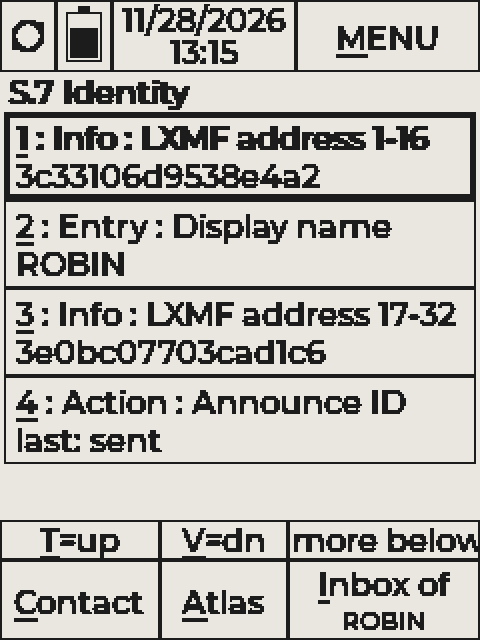 11/28/2026
13:15
MENU
S.7 Identity
1 : Info : LXMF address 1-16
3c33106d9538e4a2
2 : Entry : Display name
ROBIN
3 : Info : LXMF address 17-32
3e0bc07703cad1c6
4 : Action : Announce ID
last: sent
T=up
V=dn
more below
Contact
Atlas
Inbox of
ROBIN